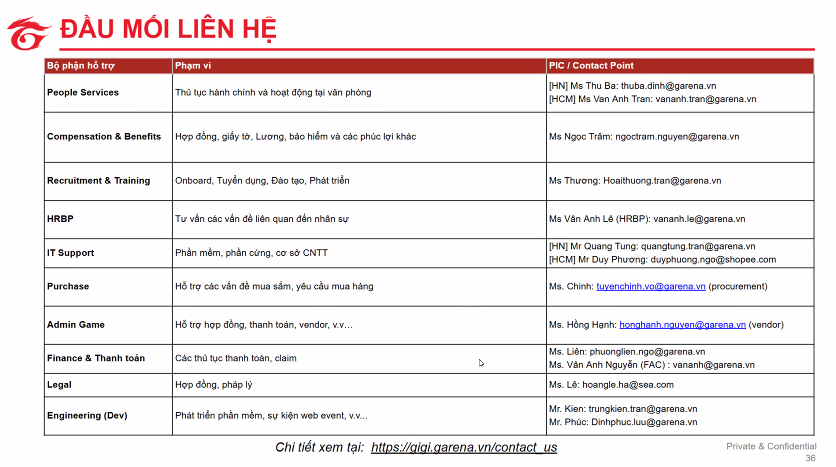 ĐẦU MỐI LIÊN HỆ
Bộ phận hỗ trợ Phạm vi PIC / Contact Point
People Services Thủ tục hành chính và hoạt động tại văn phòng [HN] Ms Thu Ba: thuba.dinh@garena.vn
[HCM] Ms Van Anh Tran: vananh.tran@garena.vn
Compensation & Benefits Hợp đồng, giấy tờ, Lương, bảo hiểm và các phúc lợi khác Ms Ngọc Trâm: ngoctram.nguyen@garena.vn
Recruitment & Training Onboard, Tuyển dụng, Đào tạo, Phát triển Ms Thương: Hoaithuong.tran@garena.vn
HRBP Tư vấn các vấn đề liên quan đến nhân sự Ms Vân Anh Lê (HRBP): vananh.le@garena.vn
IT Support Phần mềm, phần cứng, cơ sở CNTT [HN] Mr Quang Tung: quangtung.tran@garena.vn
[HCM] Mr Duy Phương: duyphuong.ngo@shopee.com
Purchase Hỗ trợ các vấn đề mua sắm, yêu cầu mua hàng Ms. Chinh: tuyenchinh.vo@garena.vn (procurement)
Admin Game Hỗ trợ hợp đồng, thanh toán, vendor, v.v… Ms. Hồng Hạnh: honghanh.nguyen@garena.vn (vendor)
Finance & Thanh toán Các thủ tục thanh toán, claim Ms. Liên: phuonglien.ngo@garena.vn
Ms. Vân Anh Nguyễn (FAC) : vananh@garena.vn
Legal Hợp đồng, pháp lý Ms. Lê: hoangle.ha@sea.com
Engineering (Dev) Phát triển phần mềm, sự kiện web event, v.v... Mr. Kien: trungkien.tran@garena.vn
Mr. Phúc: Dinhphuc.luu@garena.vn
Chi tiết xem tại: https://gigi.garena.vn/contact_us
Private & Confidential
36